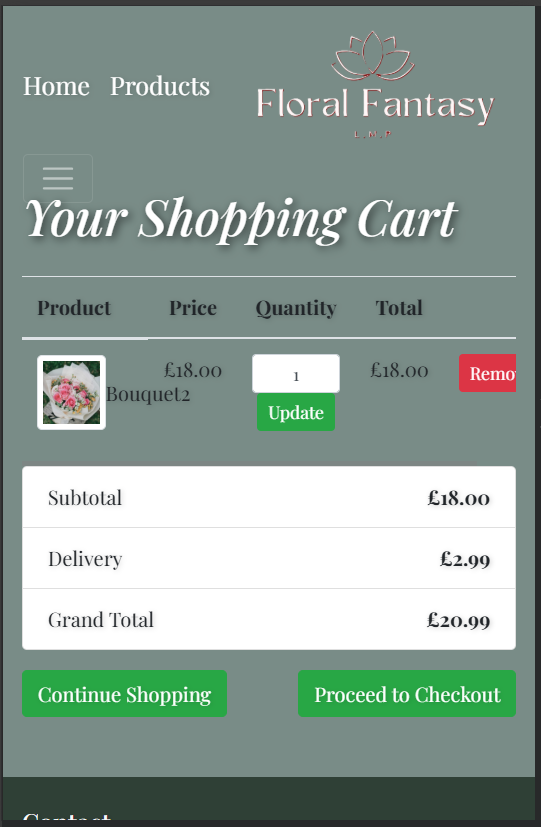 Home Products
Floral Fantasy
L.M.P
Your Shopping Cart
Product Price Quantity Total
Bouquet2 £18.00 1 £18.00 Remo
Update
Subtotal £18.00
Delivery £2.99
Grand Total £20.99
Continue Shopping Proceed to Checkout
Contact